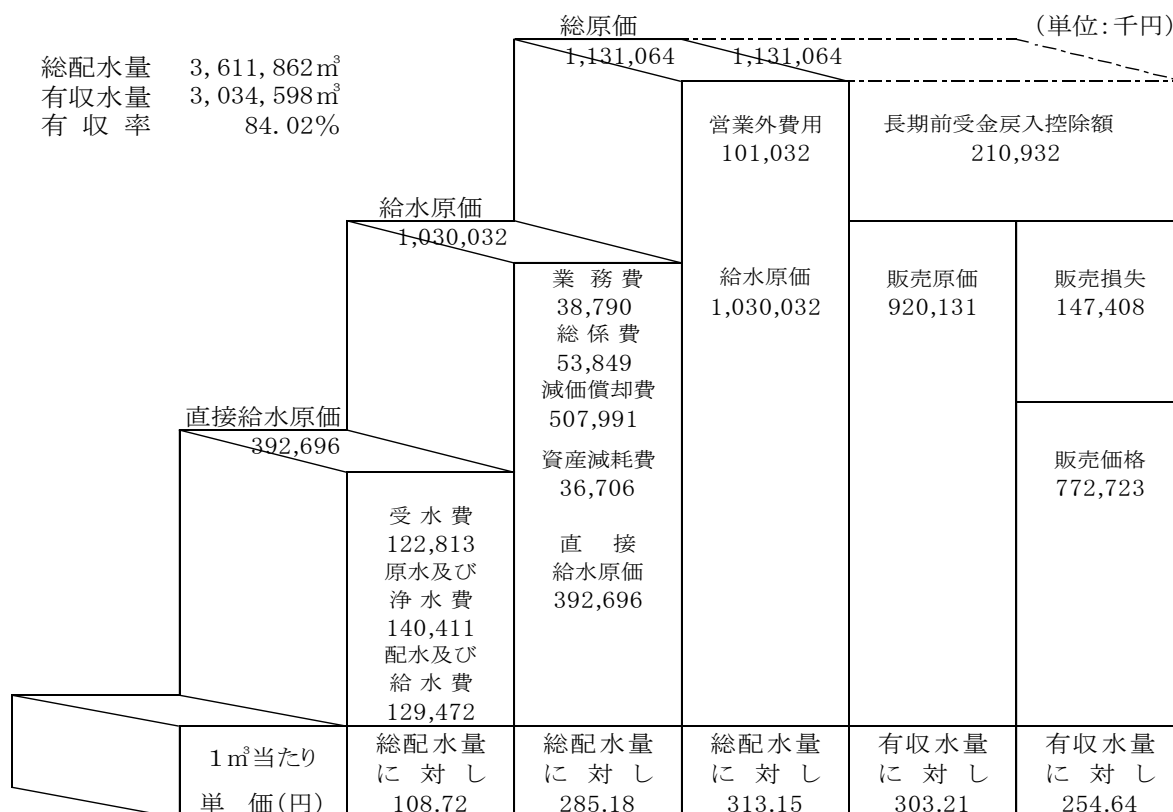 総原価
(単位:千円)
1,131,064
1,131,064
総配水量 3,611,862㎥
有収水量 3,034,598㎥
有収率 84.02%
営業外費用
101,032
長期前受金戻入控除額
210,932
給水原価
1,030,032
業務費
38,790
総係費
53,849
減価償却費
507,991
資産減耗費
36,706
直接
給水原価
392,696
給水原価
1,030,032
販売原価
920,131
販売損失
147,408
販売価格
772,723
直接給水原価
392,696
受水費
122,813
原水及び
浄水費
140,411
配水及び
給水費
129,472
1㎥当たり
単価(円)
総配水量
に対し
108.72
総配水量
に対し
285.18
総配水量
に対し
313.15
有収水量
に対し
303.21
有収水量
に対し
254.64